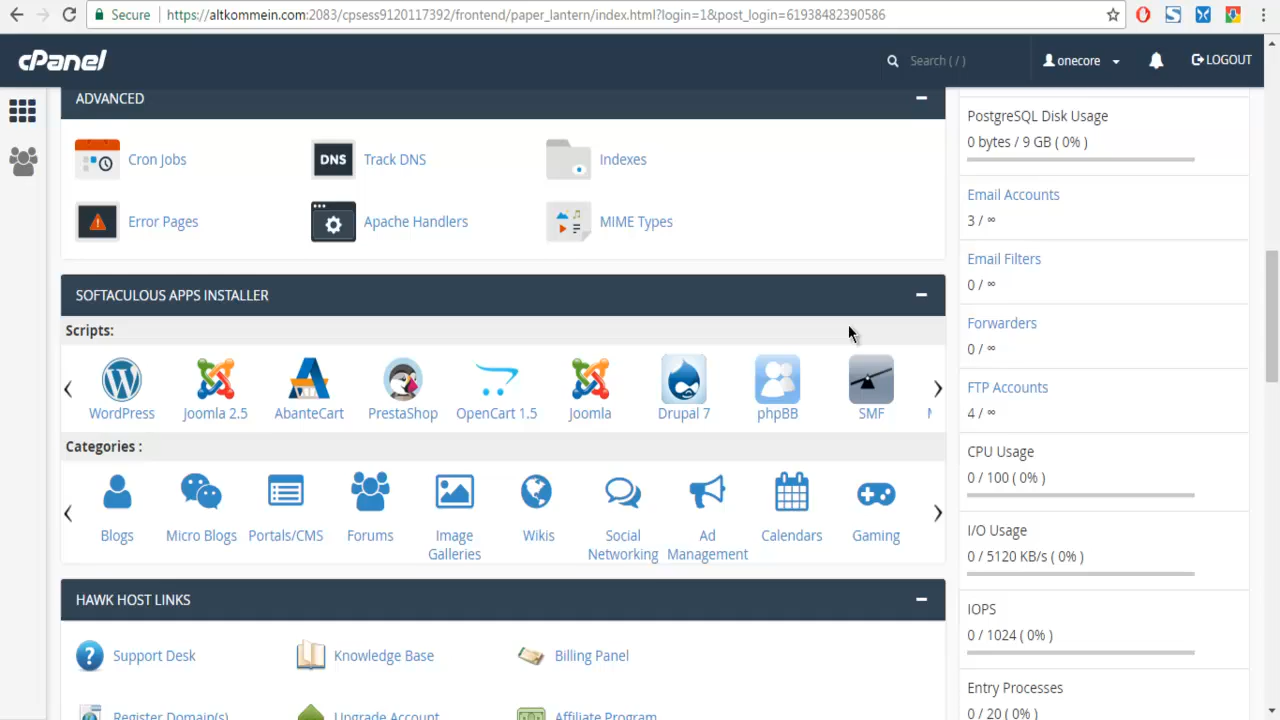 Secure https://altkommein.com:2083/cpsess9120117392/frontend/paper_lantern/index.html?login=1&post_login=61938482390586
cPanel
Search ( / )
onecore
LOGOUT
ADVANCED
Cron Jobs
Track DNS
Indexes
Error Pages
Apache Handlers
MIME Types
SOFTACULOUS APPS INSTALLER
Scripts:
WordPress
Joomla 2.5
AbanteCart
PrestaShop
OpenCart 1.5
Joomla
Drupal 7
phpBB
SMF
Categories :
Blogs
Micro Blogs
Portals/CMS
Forums
Image
Galleries
Wikis
Social
Networking
Ad
Management
Calendars
Gaming
HAWK HOST LINKS
Support Desk
Knowledge Base
Billing Panel
Register Domain(s)
Upgrade Account
Affiliate Program
PostgreSQL Disk Usage
0 bytes / 9 GB ( 0% )
Email Accounts
3 / ∞
Email Filters
0 / ∞
Forwarders
0 / ∞
FTP Accounts
4 / ∞
CPU Usage
0 / 100 ( 0% )
I/O Usage
0 / 5120 KB/s ( 0% )
IOPS
0 / 1024 ( 0% )
Entry Processes
0 / 20 ( 0% )